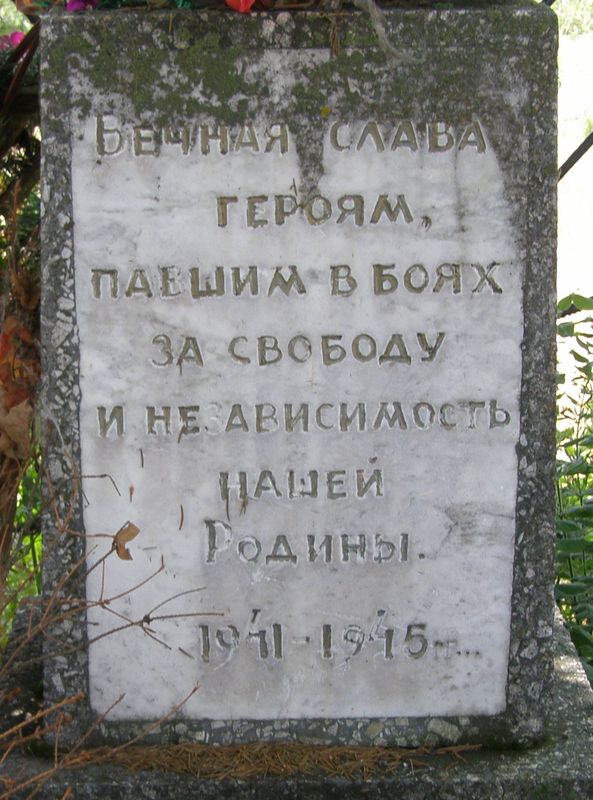 Вечная слава
героям,
павшим в боях
за свободу
и независимость
нашей
Родины.
1941-1945гг...